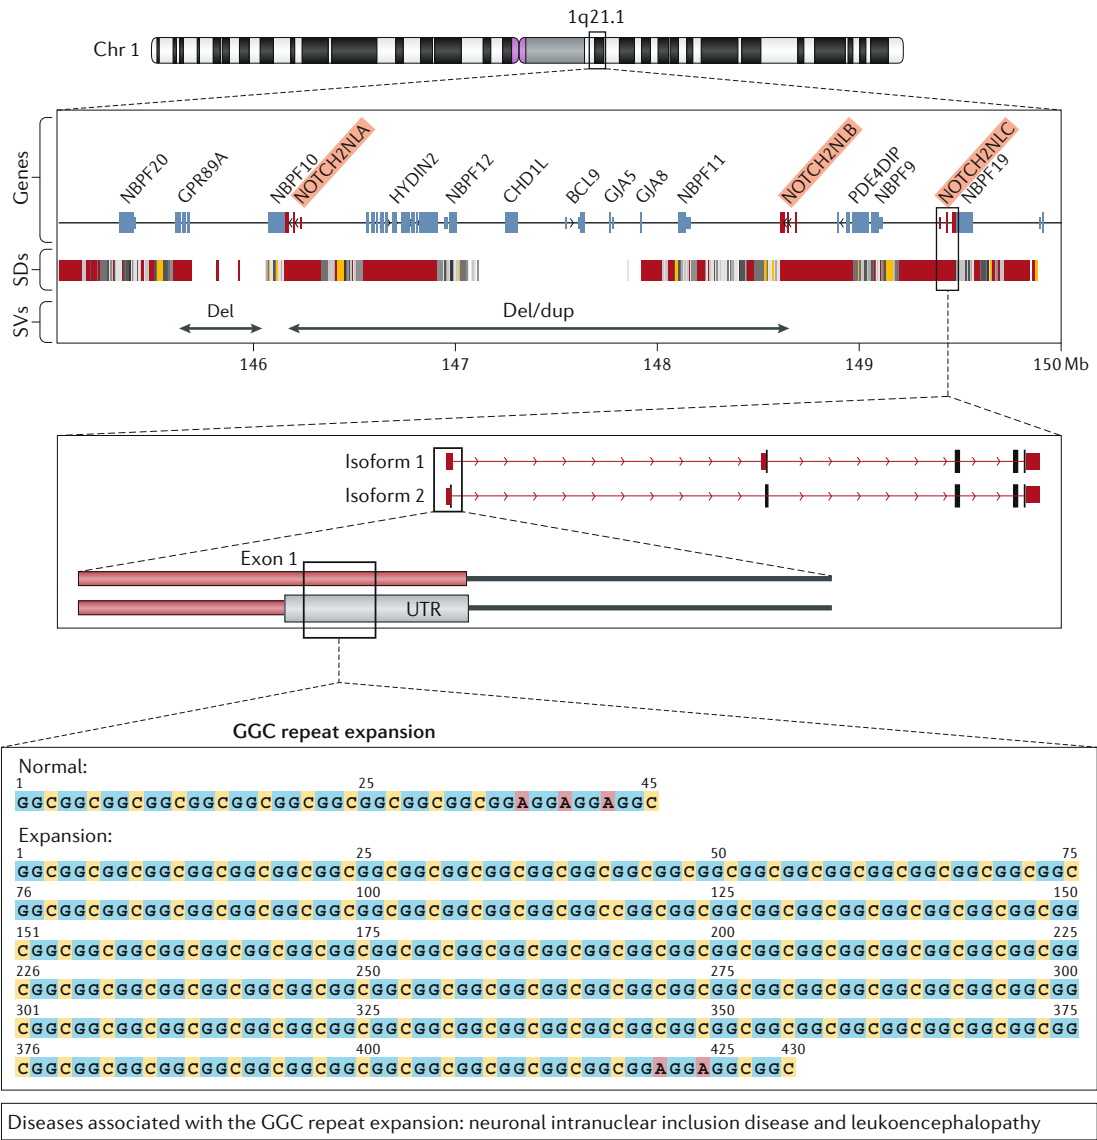 1q21.1
Chr 1
Genes
NBPF20
GPR89A
NBPF10
NOTCH2NLA
HYDIN2
NBPF12
CHD1L
BCL9
GJA5
GJA8
NBPF11
NOTCH2NLB
PDE4DIP
NBPF9
NOTCH2NLC
NBPF19
SDs
SVs
Del
Del/dup
146 147 148 149 150 Mb
Isoform 1
Isoform 2
Exon 1
UTR
GGC repeat expansion
Normal:
1 25 45
GGCGGCGGCGGCGGCGGCGGCGGCGGCGGCGGCGGAGGAGGAGGC
Expansion:
1 25 50 75
GGCGGCGGCGGCGGCGGCGGCGGCGGCGGCGGCGGCGGCGGCGGCGGCGGCGGCGGCGGCGGCGGCGGCGGCGGC
76 100 125 150
GGCGGCGGCGGCGGCGGCGGCGGCGGCGGCGGCGGCGGCGGCCGGCGGCGGCGGCGGCGGCGGCGGCGGCGGCGG
151 175 200 225
CGGCGGCGGCGGCGGCGGCGGCGGCGGCGGCGGCGGCGGCGGCGGCGGCGGCGGCGGCGGCGGCGGCGGCGGCGG
226 250 275 300
CGGCGGCGGCGGCGGCGGCGGCGGCGGCGGCGGCGGCGGCGGCGGCGGCGGCGGCGGCGGCGGCGGCGGCGGCGG
301 325 350 375
CGGCGGCGGCGGCGGCGGCGGCGGCGGCGGCGGCGGCGGCGGCGGCGGCGGCGGCGGCGGCGGCGGCGGCGGCGG
376 400 425 430
CGGCGGCGGCGGCGGCGGCGGCGGCGGCGGCGGCGGCGGCGGCGGAGGAGGCGGC
Diseases associated with the GGC repeat expansion: neuronal intranuclear inclusion disease and leukoencephalopathy